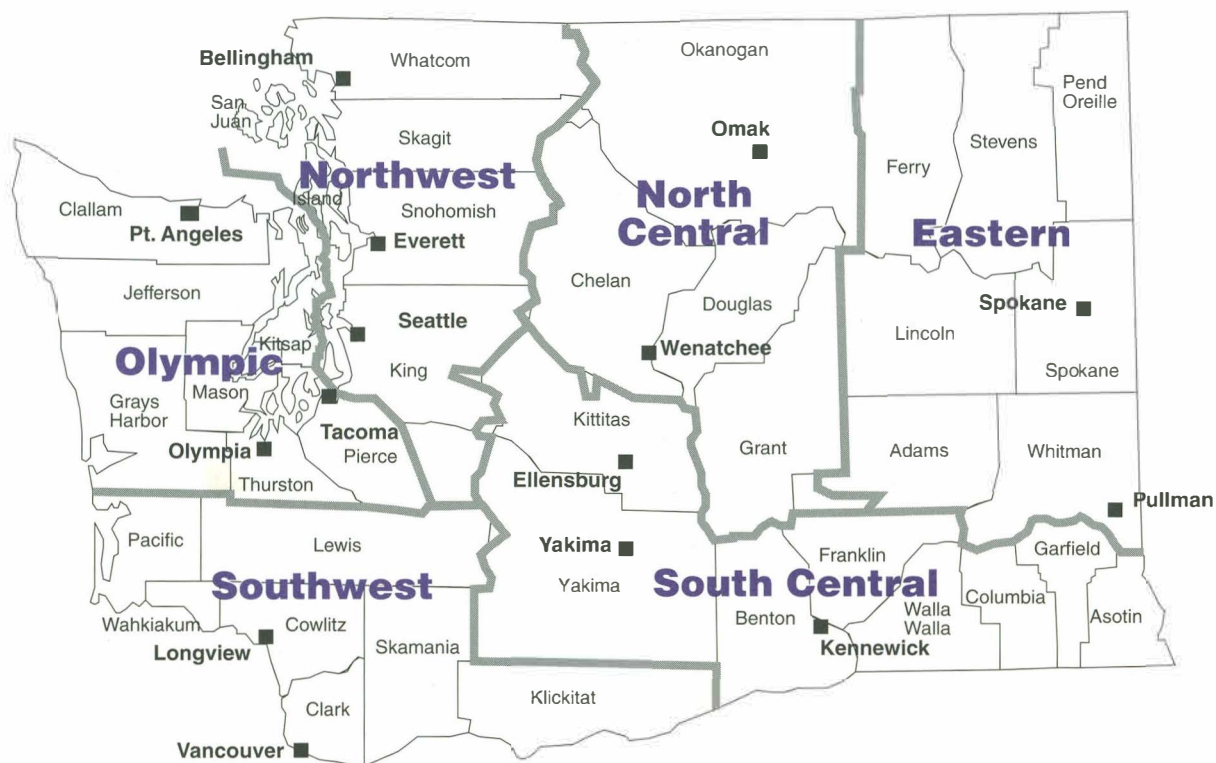 Okanogan
Bellingham
Whatcom
Pend
Oreille
San
Juan
Skagit
Omak
Stevens
Ferry
Northwest
Island
North
Central
Clallam
Snohomish
Pt. Angeles
Everett
Eastern
Chelan
Jefferson
Douglas
Spokane
Seattle
Lincoln
Kitsap
Wenatchee
Olympic
King
Spokane
Mason
Grays
Harbor
Kittitas
Tacoma
Pierce
Grant
Adams
Whitman
Olympia
Ellensburg
Thurston
Pullman
Pacific
Lewis
Yakima
Franklin
Garfield
Southwest
Yakima
South Central
Columbia
Walla
Walla
Asotin
Wahkiakum
Cowlitz
Benton
Longview
Skamania
Kennewick
Klickitat
Clark
Vancouver